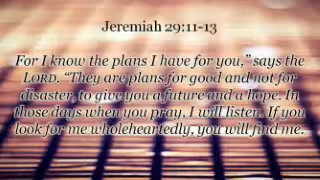 Jeremiah 29:11-13
For I know the plans I have for you,” says the
LORD. “They are plans for good and not for
disaster, to give you a future and a hope. In
those days when you pray, I will listen. If you
look for me wholeheartedly, you will find me.